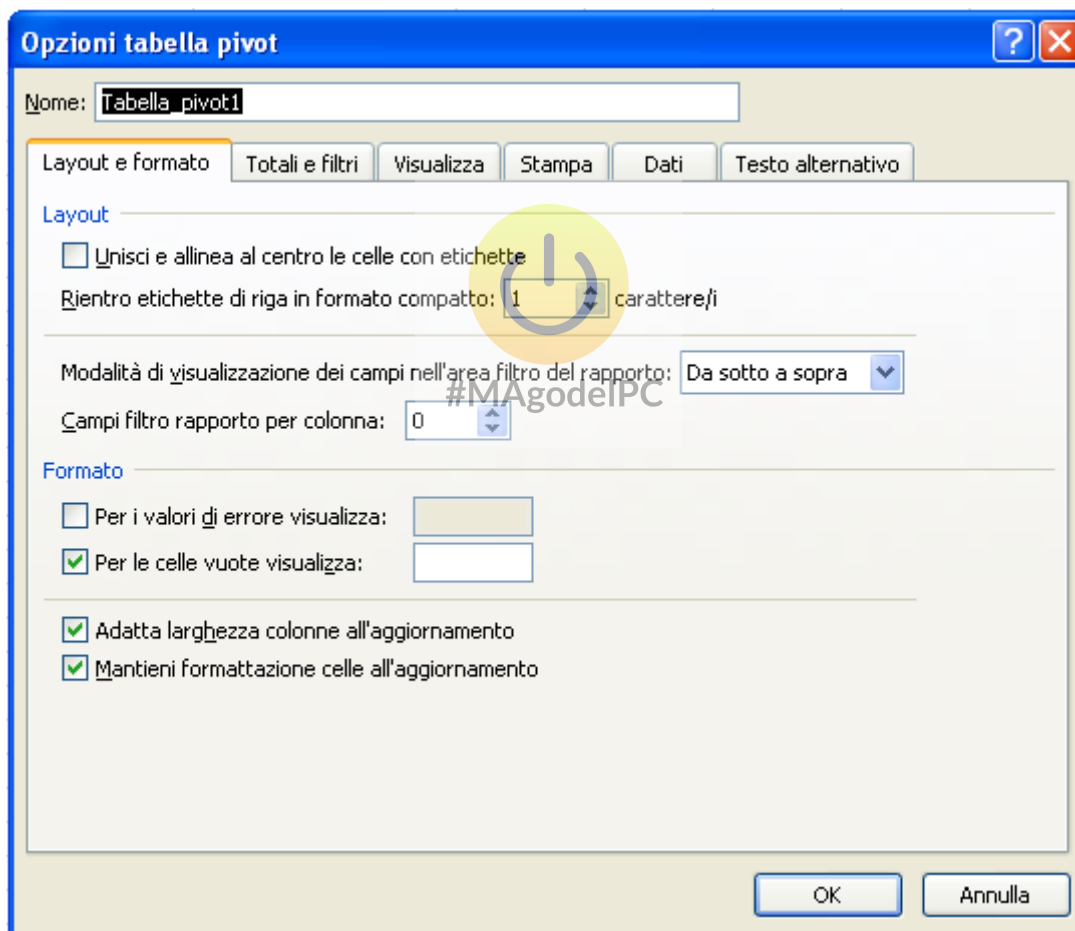 Opzioni tabella pivot
Nome: Tabella_pivot1
Layout e formato Totali e filtri Visualizza Stampa Dati Testo alternativo
Layout
Unisci e allinea al centro le celle con etichette
Rientro etichette di riga in formato compatto: 1 carattere/i
Modalità di visualizzazione dei campi nell'area filtro del rapporto: Da sotto a sopra
#MAgodelPC
Campi filtro rapporto per colonna: 0
Formato
Per i valori di errore visualizza:
Per le celle vuote visualizza:
Adatta larghezza colonne all'aggiornamento
Mantieni formattazione celle all'aggiornamento
OK Annulla